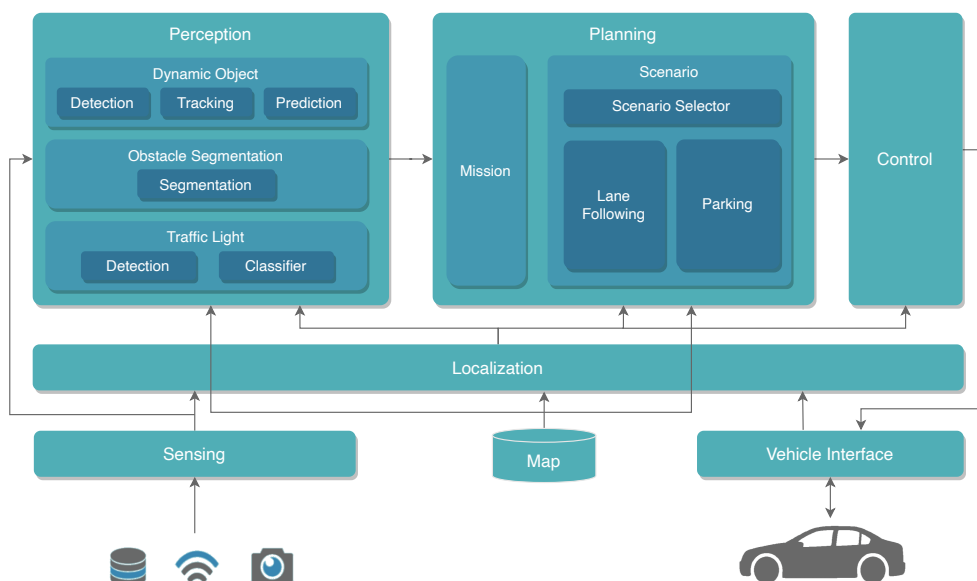 Perception
Dynamic Object
Detection
Tracking
Prediction
Obstacle Segmentation
Segmentation
Traffic Light
Detection
Classifier
Planning
Mission
Scenario
Scenario Selector
Lane
Following
Parking
Control
Localization
Sensing
Map
Vehicle Interface